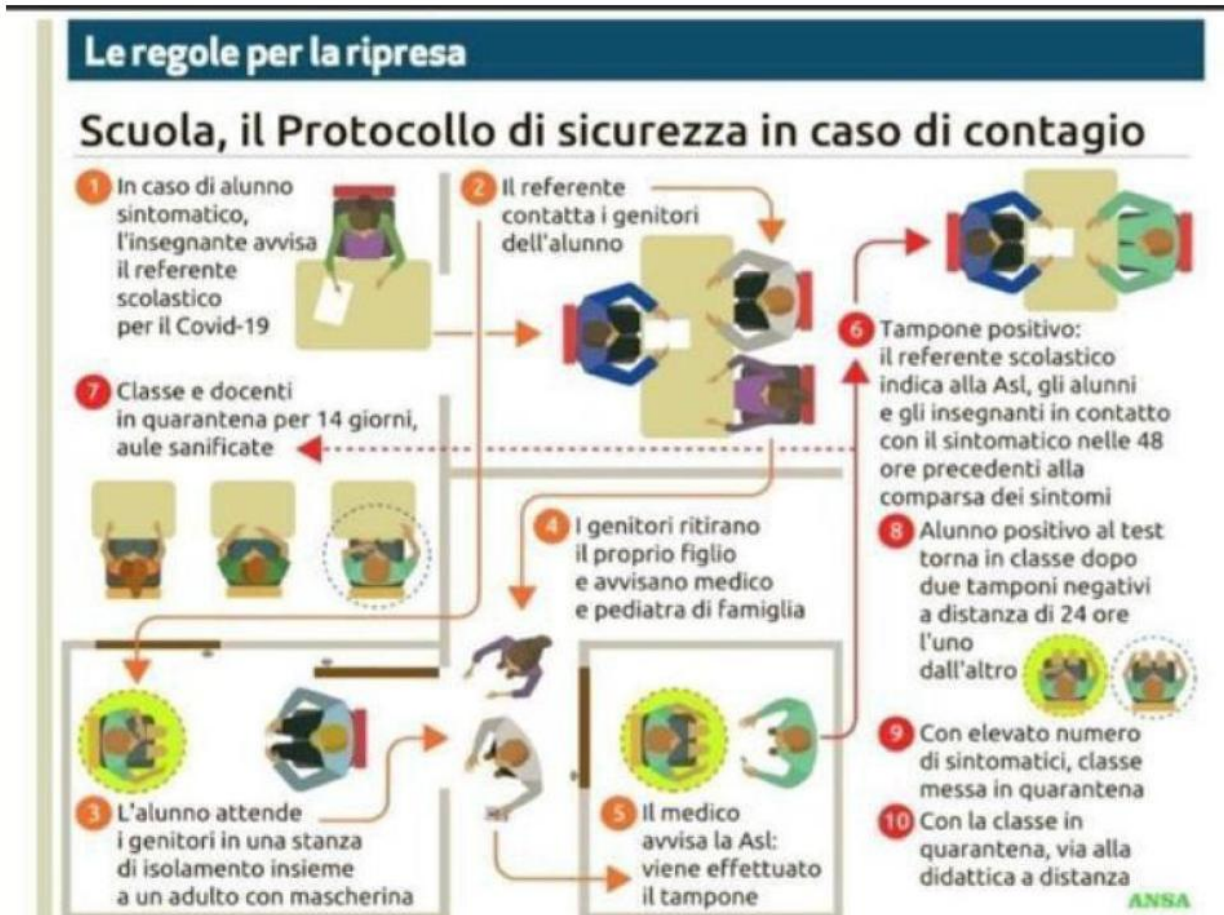 Le regole per la ripresa
Scuola, il Protocollo di sicurezza in caso di contagio
1 In caso di alunno
sintomatico,
l'insegnante avvisa
il referente
scolastico
per il Covid-19
2 Il referente
contatta i genitori
dell'alunno
3 L'alunno attende
i genitori in una stanza
di isolamento insieme
a un adulto con mascherina
4 I genitori ritirano
il proprio figlio
e avvisano medico
e pediatra di famiglia
5 Il medico
avvisa la Asl:
viene effettuato
il tampone
6 Tampone positivo:
il referente scolastico
indica alla Asl, gli alunni
e gli insegnanti in contatto
con il sintomatico nelle 48
ore precedenti alla
comparsa dei sintomi
7 Classe e docenti
in quarantena per 14 giorni,
aule sanificate
8 Alunno positivo al test
torna in classe dopo
due tamponi negativi
a distanza di 24 ore
l'uno
dall'altro
9 Con elevato numero
di sintomatici, classe
messa in quarantena
10 Con la classe in
quarantena, via alla
didattica a distanza
ANSA